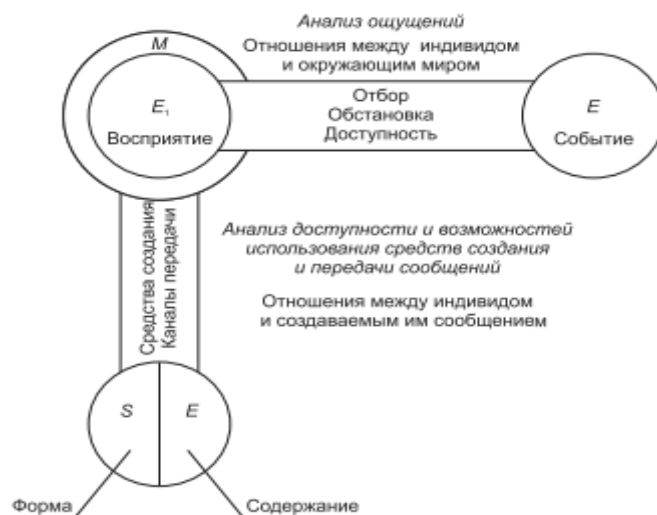 Анализ ощущений
Отношения между индивидом
и окружающим миром
M
E₁
Восприятие
Отбор
Обстановка
Доступность
E
Событие
Средства создания
Каналы передачи
Анализ доступности и возможностей
использования средств создания
и передачи сообщений
Отношения между индивидом
и создаваемым им сообщением
S
E
Форма
Содержание